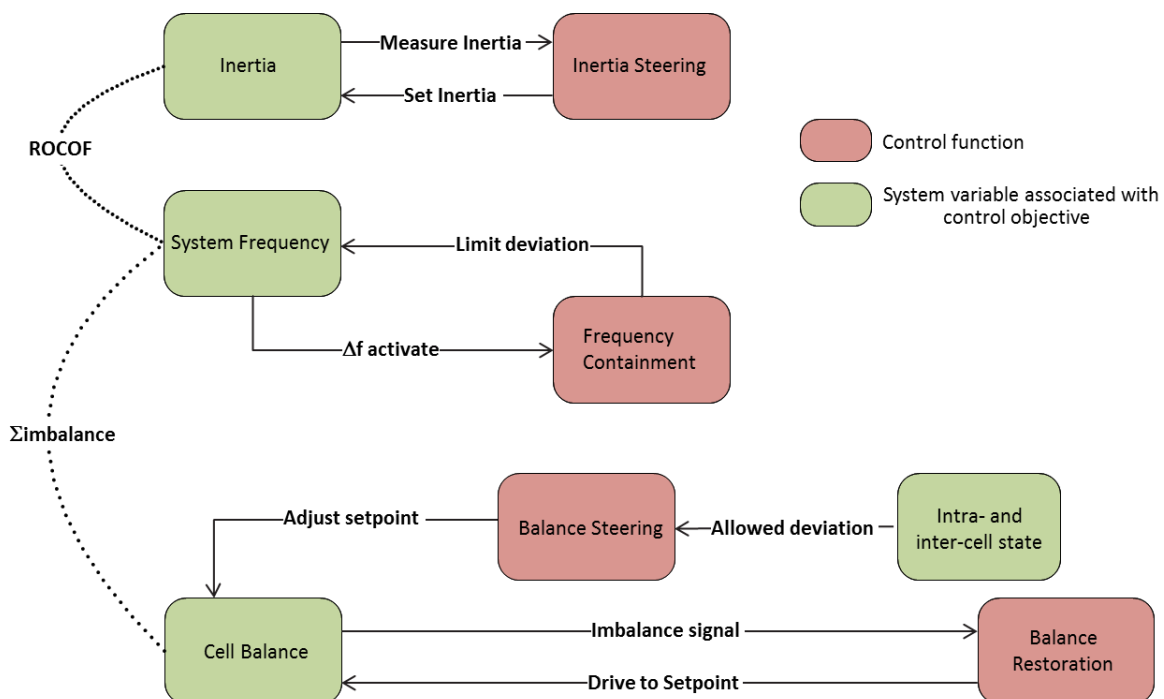 Measure Inertia
Inertia
Inertia Steering
Set Inertia
ROCOF
Control function
System variable associated with
control objective
System Frequency
Limit deviation
Δf activate
Frequency
Containment
Σimbalance
Adjust setpoint
Balance Steering
Allowed deviation
Intra- and
inter-cell state
Cell Balance
Imbalance signal
Balance
Restoration
Drive to Setpoint